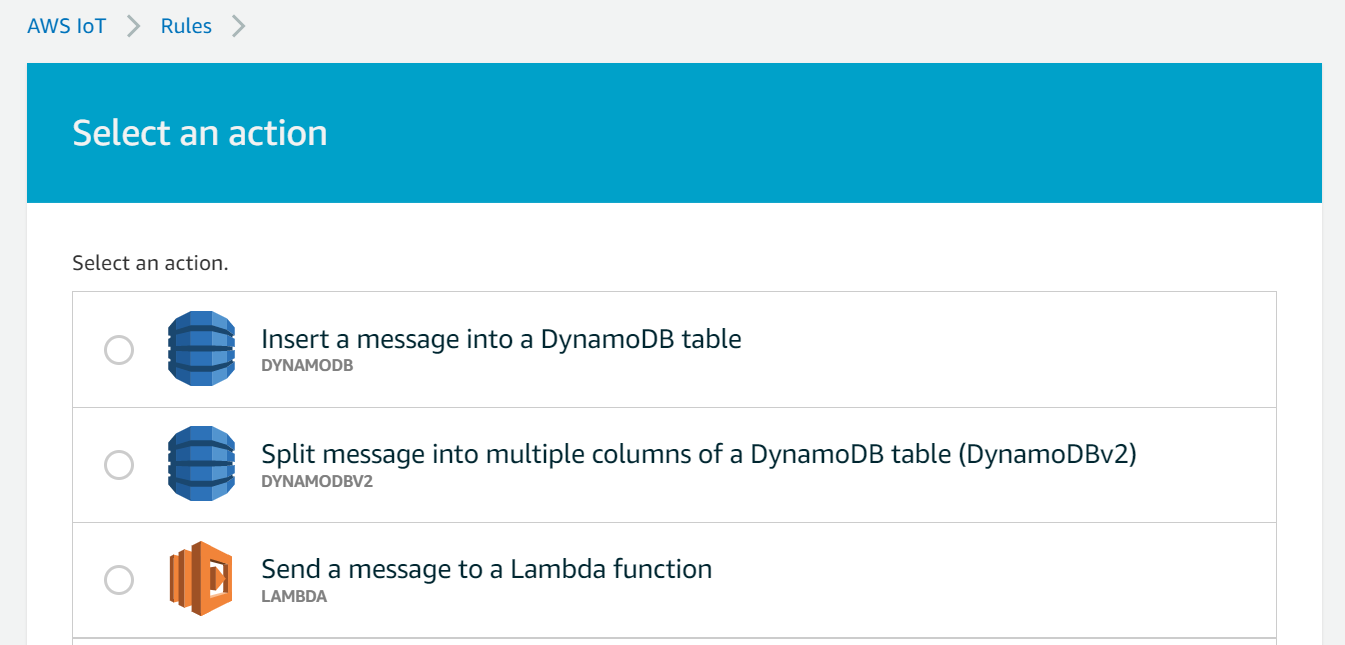 AWS IoT > Rules >
Select an action
Select an action.
Insert a message into a DynamoDB table
DYNAMODB
Split message into multiple columns of a DynamoDB table (DynamoDBv2)
DYNAMODBV2
Send a message to a Lambda function
LAMBDA